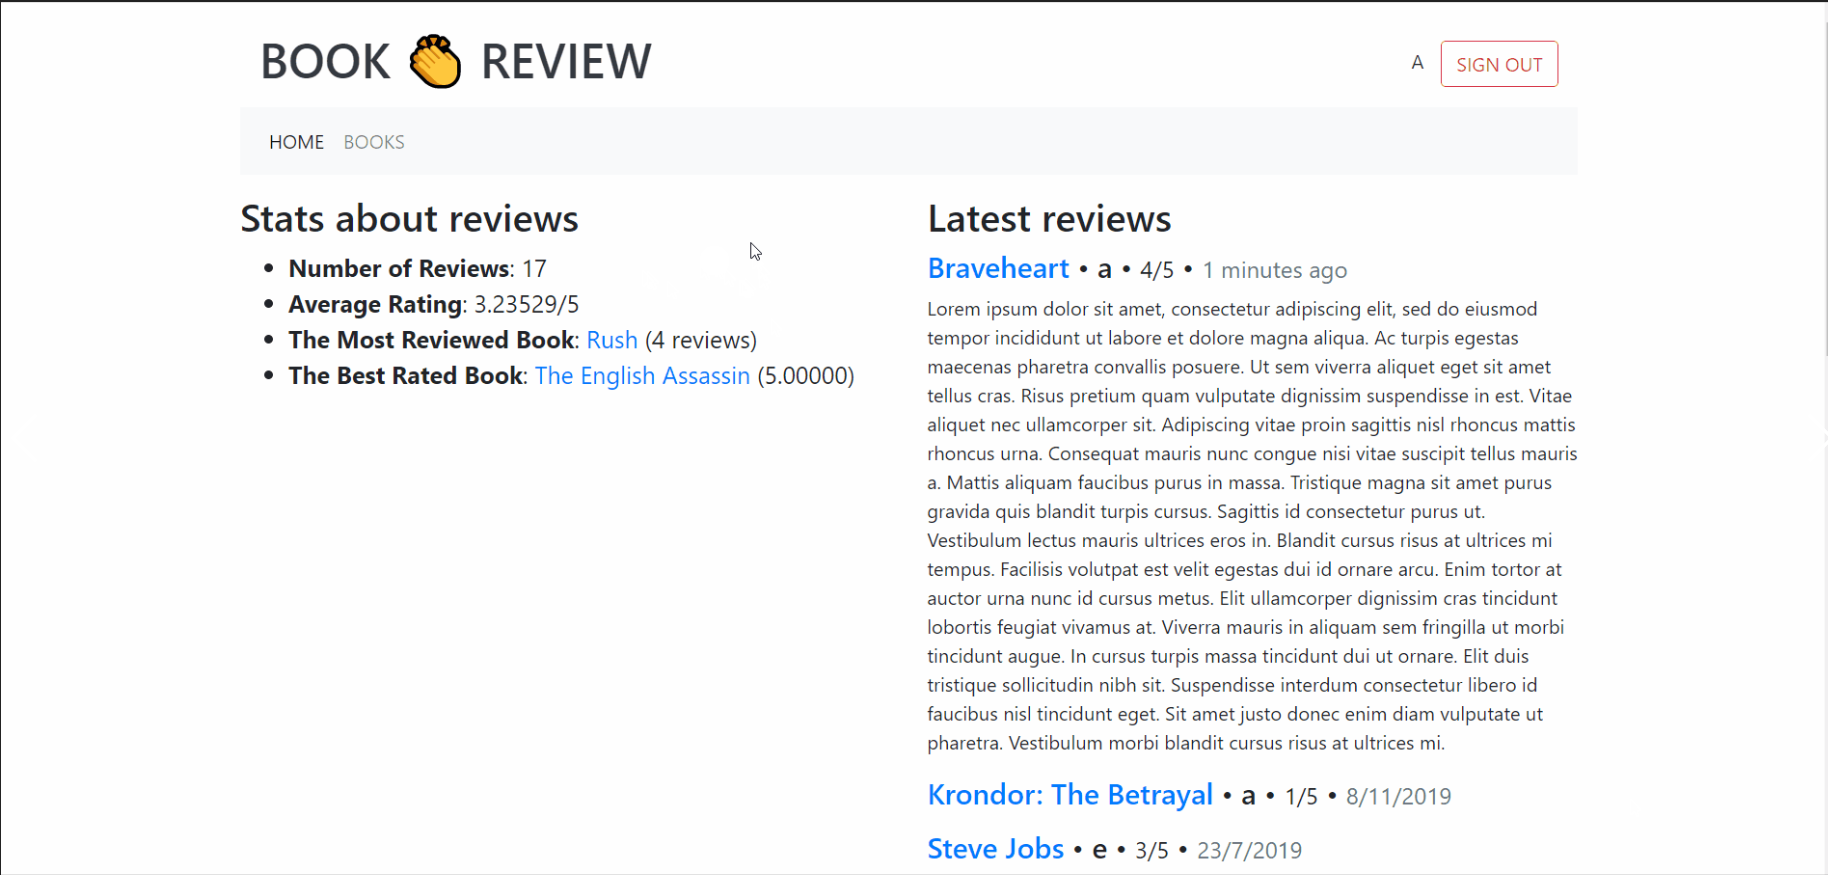 BOOK 👏 REVIEW
A SIGN OUT
HOME BOOKS
Stats about reviews
• Number of Reviews: 17
• Average Rating: 3.23529/5
• The Most Reviewed Book: Rush (4 reviews)
• The Best Rated Book: The English Assassin (5.00000)
Latest reviews
Braveheart • a • 4/5 • 1 minutes ago
Lorem ipsum dolor sit amet, consectetur adipiscing elit, sed do eiusmod
tempor incididunt ut labore et dolore magna aliqua. Ac turpis egestas
maecenas pharetra convallis posuere. Ut sem viverra aliquet eget sit amet
tellus cras. Risus pretium quam vulputate dignissim suspendisse in est. Vitae
aliquet nec ullamcorper sit. Adipiscing vitae proin sagittis nisl rhoncus mattis
rhoncus urna. Consequat mauris nunc congue nisi vitae suscipit tellus mauris
a. Mattis aliquam faucibus purus in massa. Tristique magna sit amet purus
gravida quis blandit turpis cursus. Sagittis id consectetur purus ut.
Vestibulum lectus mauris ultrices eros in. Blandit cursus risus at ultrices mi
tempus. Facilisis volutpat est velit egestas dui id ornare arcu. Enim tortor at
auctor urna nunc id cursus metus. Elit ullamcorper dignissim cras tincidunt
lobortis feugiat vivamus at. Viverra mauris in aliquam sem fringilla ut morbi
tincidunt augue. In cursus turpis massa tincidunt dui ut ornare. Elit duis
tristique sollicitudin nibh sit. Suspendisse interdum consectetur libero id
faucibus nisl tincidunt eget. Sit amet justo donec enim diam vulputate ut
pharetra. Vestibulum morbi blandit cursus risus at ultrices mi.
Krondor: The Betrayal • a • 1/5 • 8/11/2019
Steve Jobs • e • 3/5 • 23/7/2019